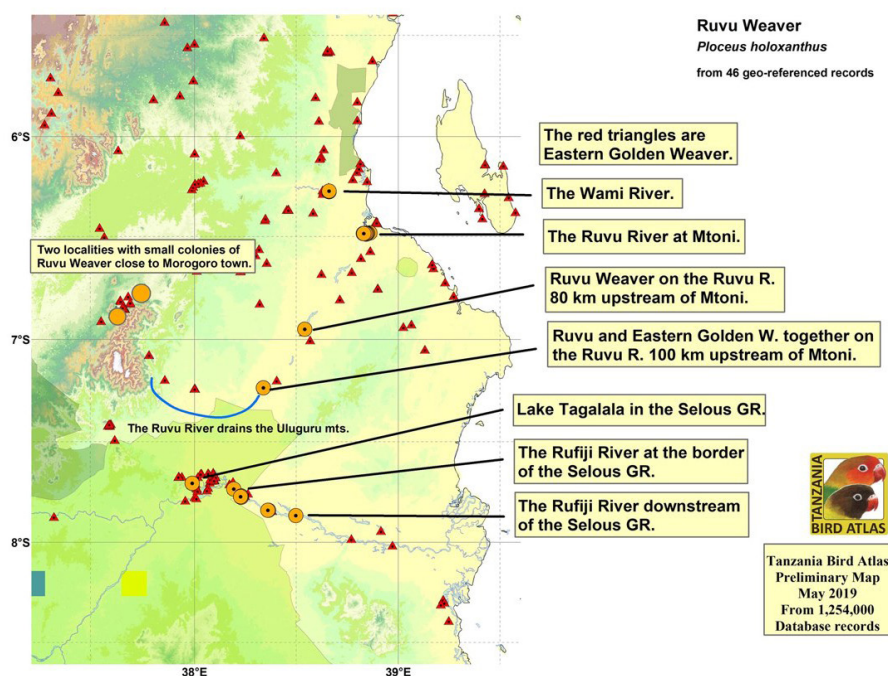 Ruvu Weaver
Ploceus holoxanthus
from 46 geo-referenced records
6°S
The red triangles are
Eastern Golden Weaver.
The Wami River.
The Ruvu River at Mtoni.
Two localities with small colonies of
Ruvu Weaver close to Morogoro town.
Ruvu Weaver on the Ruvu R.
80 km upstream of Mtoni.
7°S
Ruvu and Eastern Golden W. together on
the Ruvu R. 100 km upstream of Mtoni.
Lake Tagalala in the Selous GR.
The Ruvu River drains the Uluguru mts.
The Rufiji River at the border
of the Selous GR.
The Rufiji River downstream
of the Selous GR.
8°S
TANZANIA
BIRD ATLAS
Tanzania Bird Atlas
Preliminary Map
May 2019
From 1,254,000
Database records
38°E
39°E